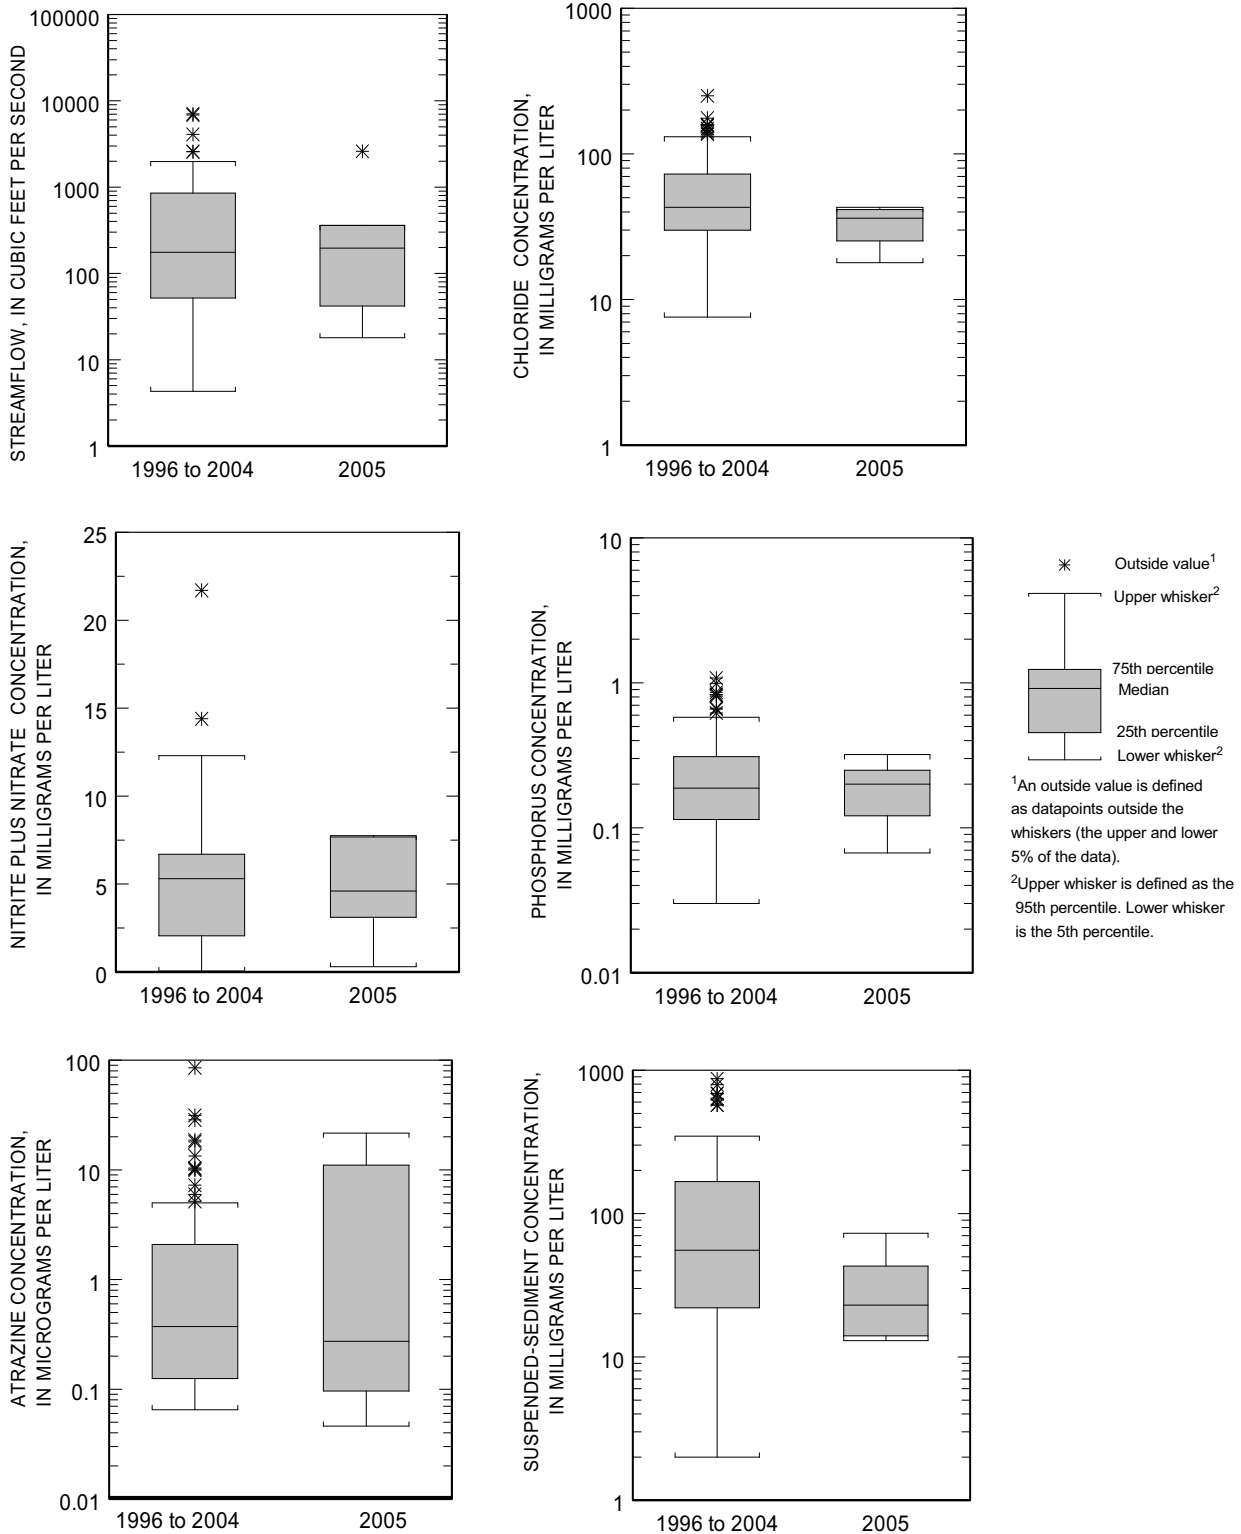 STREAMFLOW, IN CUBIC FEET PER SECOND
100000
10000
1000
100
10
1
1996 to 2004
2005
CHLORIDE CONCENTRATION,
IN MILLIGRAMS PER LITER
1000
100
10
1
1996 to 2004
2005
NITRITE PLUS NITRATE CONCENTRATION,
IN MILLIGRAMS PER LITER
25
20
15
10
5
0
1996 to 2004
2005
PHOSPHORUS CONCENTRATION,
IN MILLIGRAMS PER LITER
10
1
0.1
0.01
1996 to 2004
2005
Outside value1
Upper whisker2
75th percentile
Median
25th percentile
Lower whisker2
1An outside value is defined
as datapoints outside the
whiskers (the upper and lower
5% of the data).
2Upper whisker is defined as the
95th percentile. Lower whisker
is the 5th percentile.
ATRAZINE CONCENTRATION,
IN MICROGRAMS PER LITER
100
10
1
0.1
0.01
1996 to 2004
2005
SUSPENDED-SEDIMENT CONCENTRATION,
IN MILLIGRAMS PER LITER
1000
100
10
1
1996 to 2004
2005